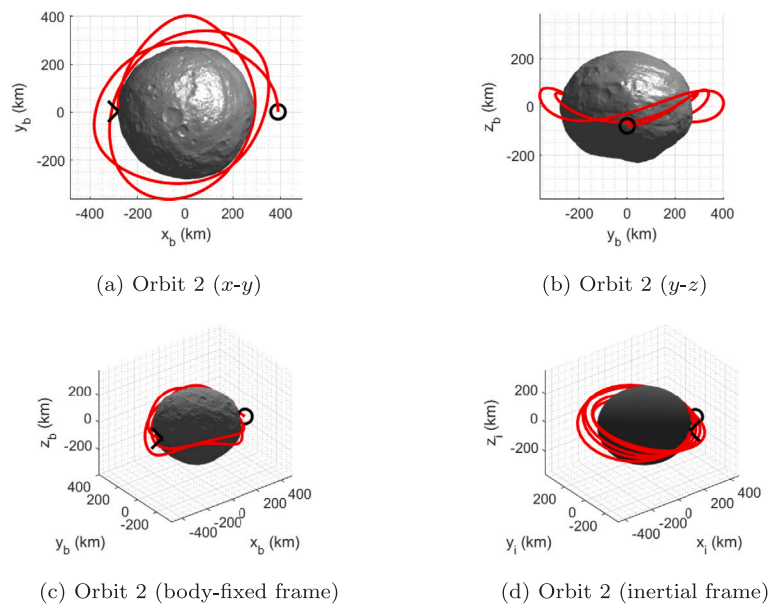 400
200
0
-200
y_b (km)
-400 -200 0 200 400
x_b (km)
(a) Orbit 2 (x-y)
200
0
-200
z_b (km)
-200 0 200 400
y_b (km)
(b) Orbit 2 (y-z)
200
0
-200
z_b (km)
400
200
0
-200
y_b (km)
-400
-200
0
200
400
x_b (km)
(c) Orbit 2 (body-fixed frame)
200
0
-200
z_i (km)
400
200
0
-200
y_i (km)
-400
-200
0
200
400
x_i (km)
(d) Orbit 2 (inertial frame)